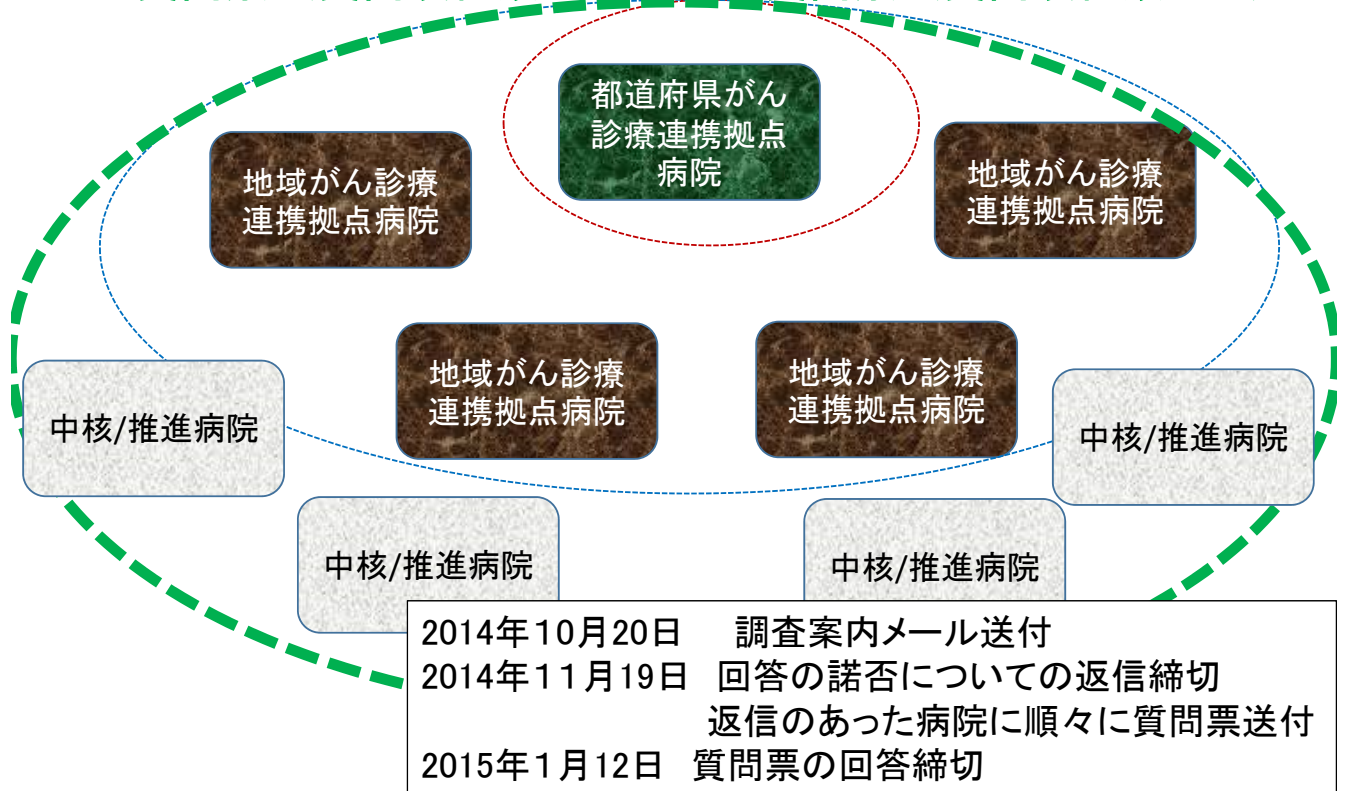 都道府県がん
診療連携拠点
病院
地域がん診療
連携拠点病院
地域がん診療
連携拠点病院
地域がん診療
連携拠点病院
地域がん診療
連携拠点病院
中核/推進病院
中核/推進病院
中核/推進病院
中核/推進病院
2014年10月20日　調査案内メール送付
2014年11月19日　回答の諾否についての返信締切
返信のあった病院に順々に質問票送付
2015年１月12日　質問票の回答締切